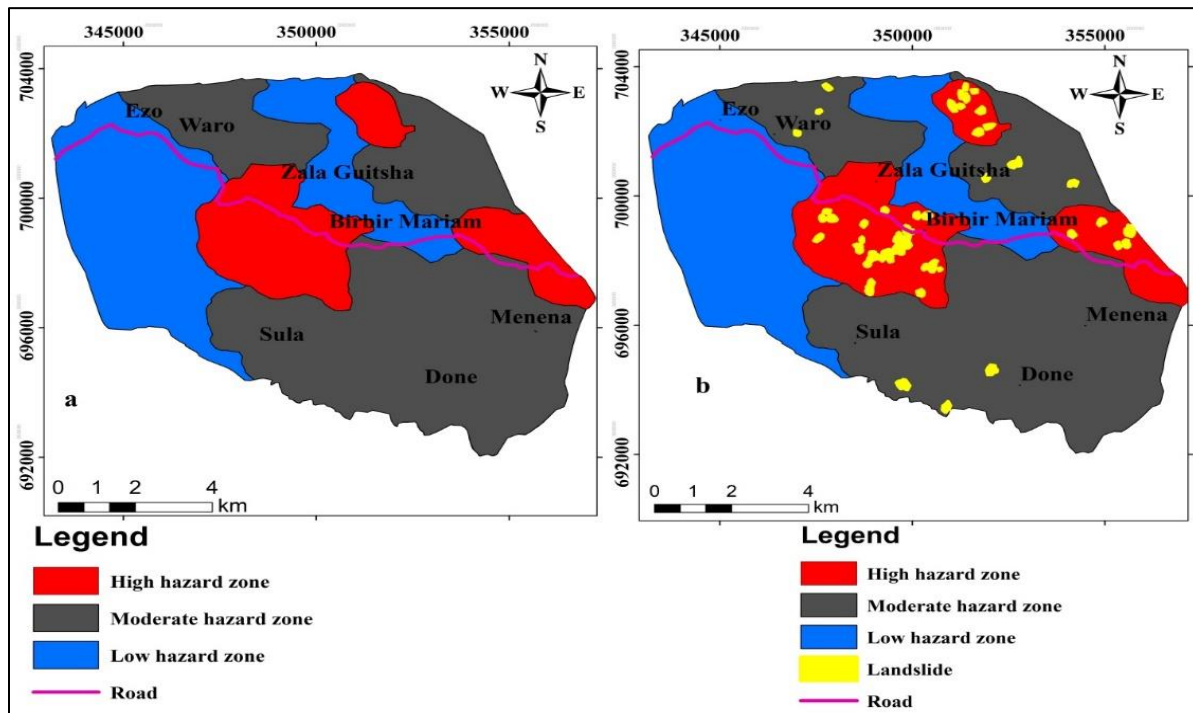 345000 350000 355000
704000
700000
696000
692000
N
W E
S
Ezo
Waro
Zala Guitsha
Birbir Mariam
Menena
Sula
Done
a
0 1 2 4
km
Legend
High hazard zone
Moderate hazard zone
Low hazard zone
Road
345000 350000 355000
704000
700000
696000
692000
N
W E
S
Ezo
Waro
Zala Guitsha
Birbir Mariam
Menena
Sula
Done
b
0 1 2 4
km
Legend
High hazard zone
Moderate hazard zone
Low hazard zone
Landslide
Road